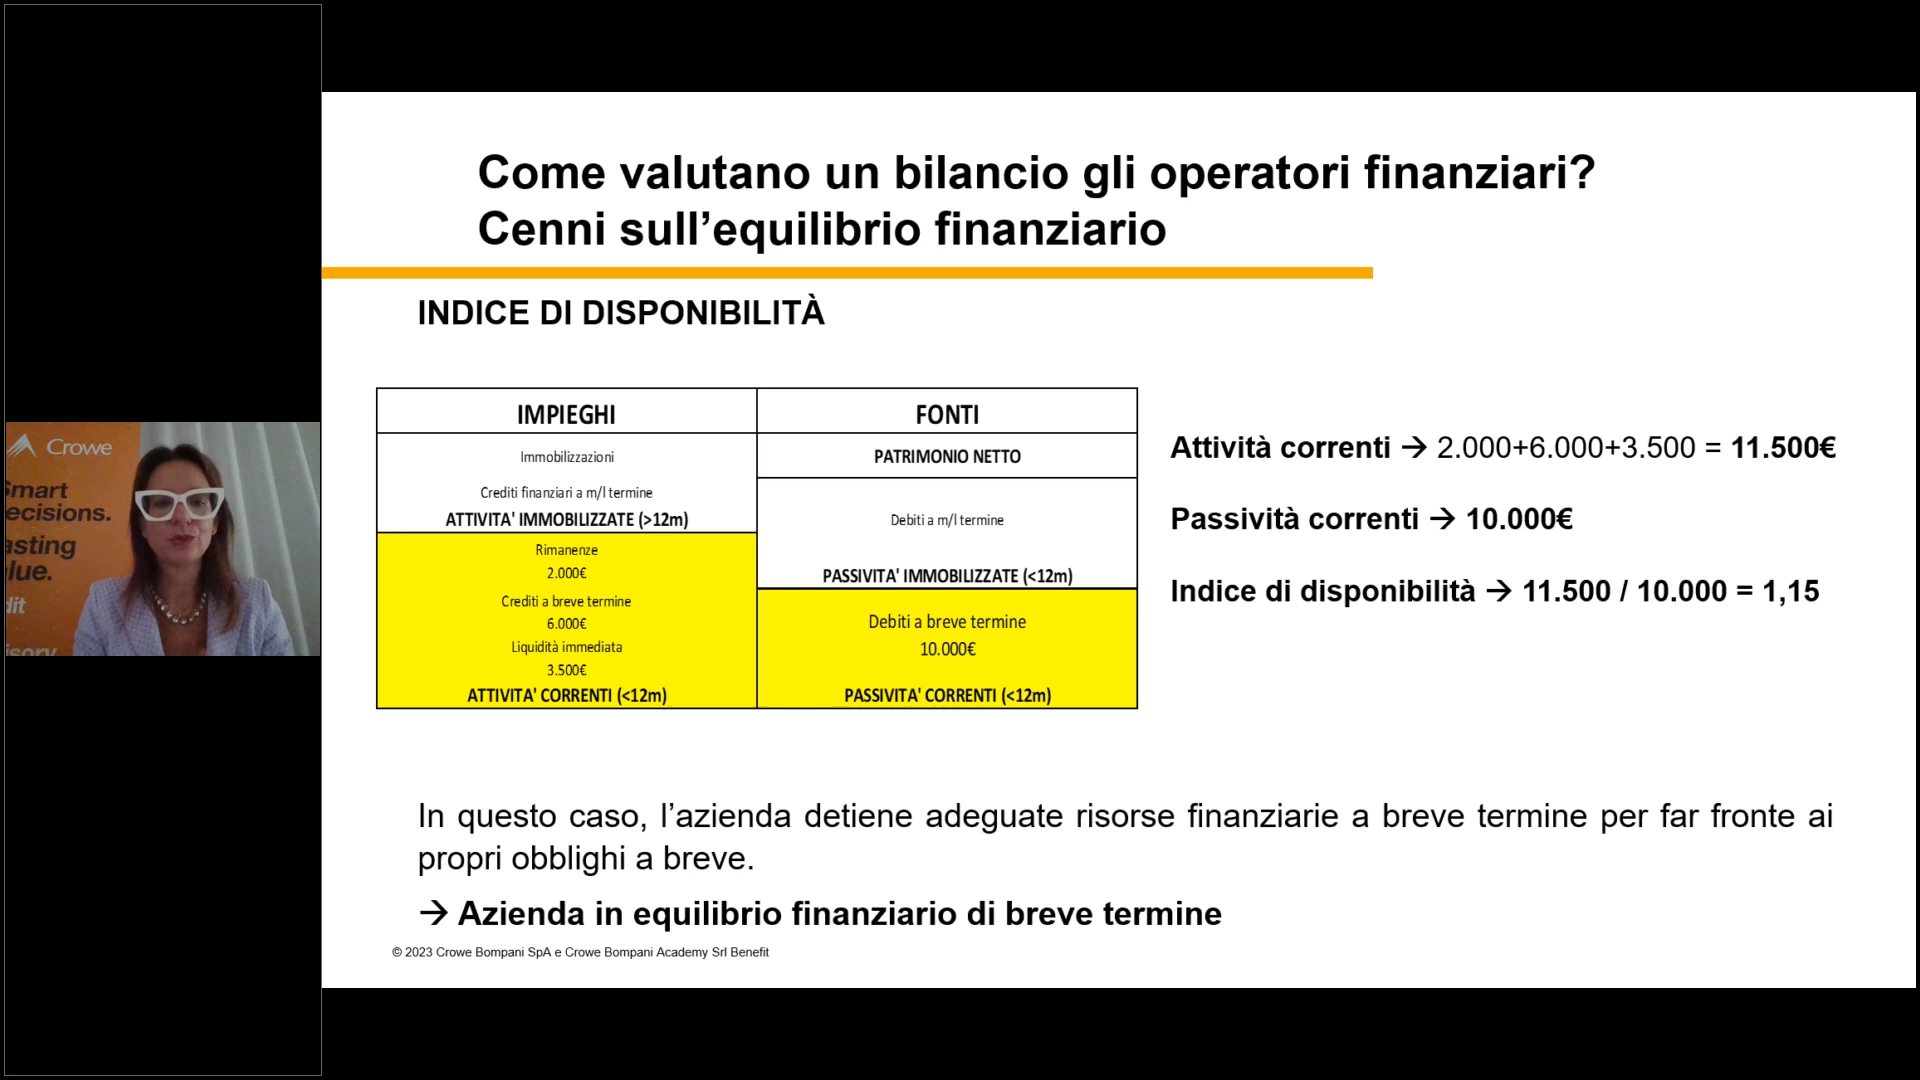 Come valutano un bilancio gli operatori finanziari?
Cenni sull’equilibrio finanziario
INDICE DI DISPONIBILITÀ
IMPIEGHI
FONTI
Immobilizzazioni
Crediti finanziari a m/l termine
ATTIVITA' IMMOBILIZZATE (>12m)
PATRIMONIO NETTO
Debiti a m/l termine
PASSIVITA' IMMOBILIZZATE (<12m)
Rimanenze
2.000€
Crediti a breve termine
6.000€
Liquidità immediata
3.500€
ATTIVITA' CORRENTI (<12m)
Debiti a breve termine
10.000€
PASSIVITA' CORRENTI (<12m)
Attività correnti → 2.000+6.000+3.500 = 11.500€
Passività correnti → 10.000€
Indice di disponibilità → 11.500 / 10.000 = 1,15
In questo caso, l’azienda detiene adeguate risorse finanziarie a breve termine per far fronte ai
propri obblighi a breve.
→ Azienda in equilibrio finanziario di breve termine
© 2023 Crowe Bompani SpA e Crowe Bompani Academy Srl Benefit
Crowe
Smart
ecisions.
asting
lue.
dit
isory